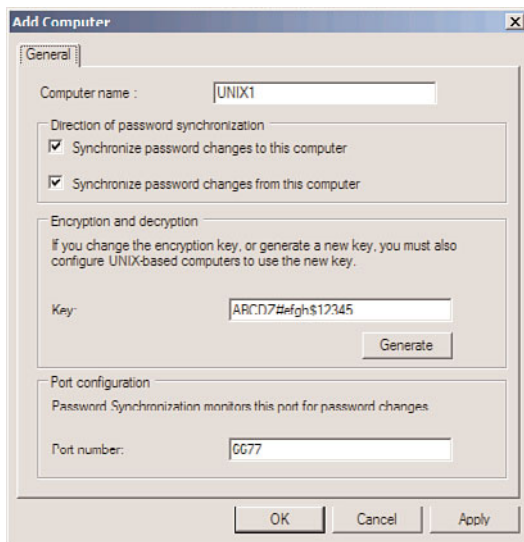 Add Computer
General
Computer name :
UNIX1
Direction of password synchronization
Synchronize password changes to this computer
Synchronize password changes from this computer
Encryption and decryption
If you change the encryption key, or generate a new key, you must also
configure UNIX-based computers to use the new key.
Key:
ABCDZ#efgh$12345
Generate
Port configuration
Password Synchronization monitors this port for password changes
Port number:
6677
OK
Cancel
Apply